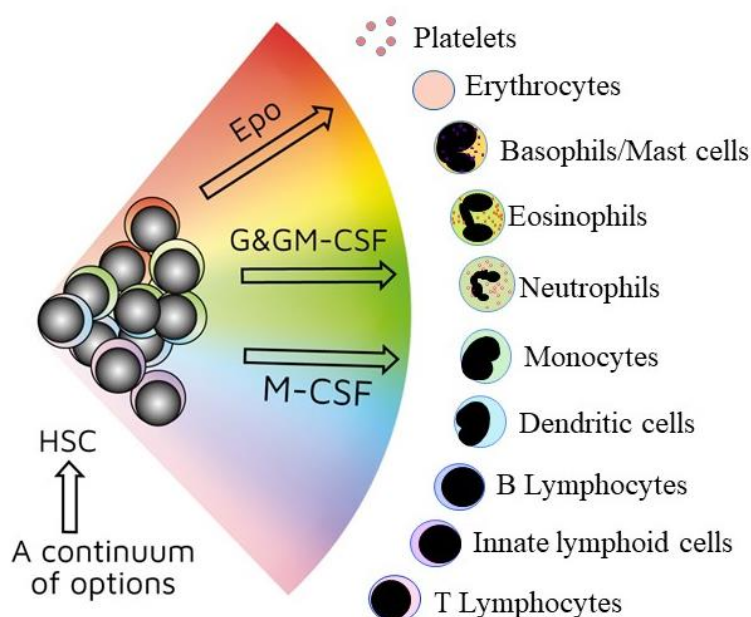 Platelets
Erythrocytes
Basophils/Mast cells
Eosinophils
Neutrophils
Monocytes
Dendritic cells
B Lymphocytes
Innate lymphoid cells
T Lymphocytes
Epo
G&GM-CSF
M-CSF
HSC
A continuum
of options